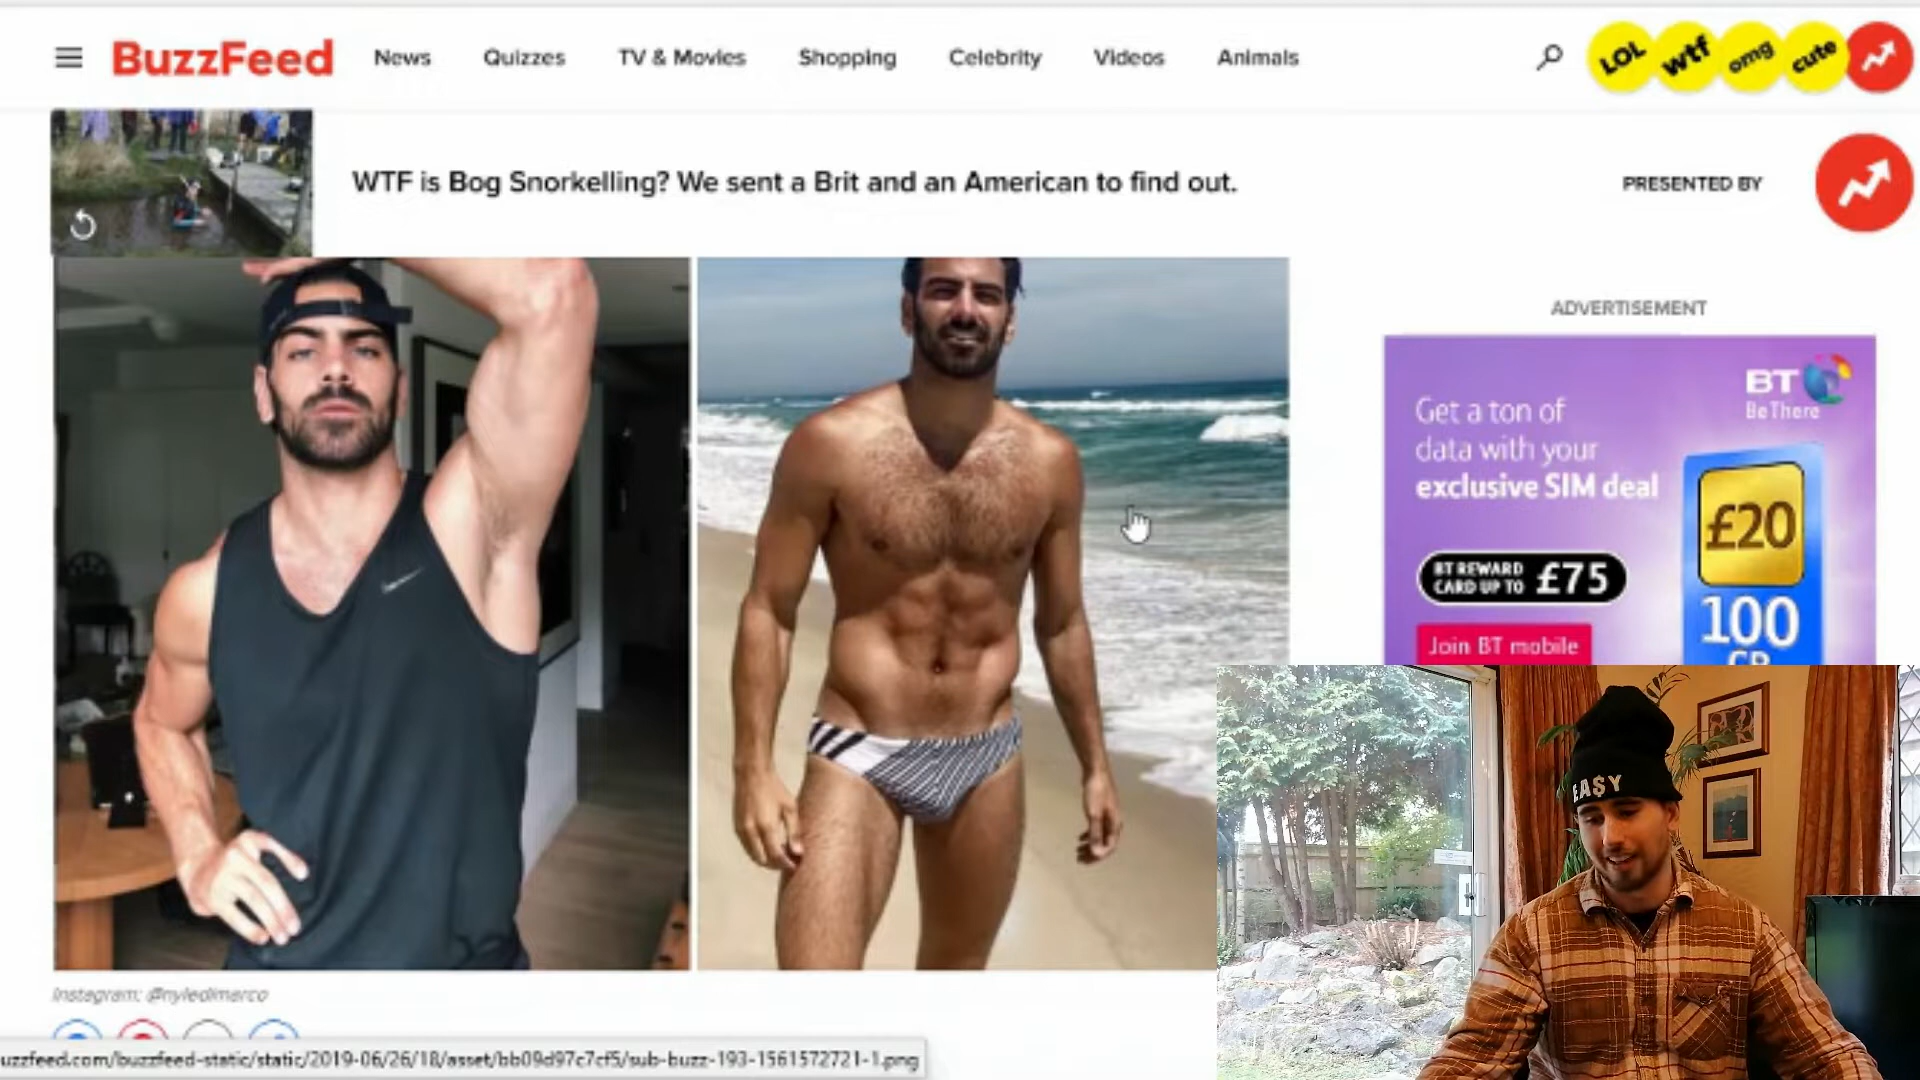 BuzzFeed
News
Quizzes
TV & Movies
Shopping
Celebrity
Videos
Animals
LOL
wtf
omg
cute
WTF is Bog Snorkelling? We sent a Brit and an American to find out.
PRESENTED BY
ADVERTISEMENT
BT
Be There
Get a ton of
data with your
exclusive SIM deal
BT REWARD
CARD UP TO
£75
Join BT mobile
£20
100
GB
EA$Y
Instagram: @nyledimarco
uzzfeed.com/buzzfeed-static/static/2019-06/26/18/asset/bb09d97c7cf5/sub-buzz-193-1561572721-1.png